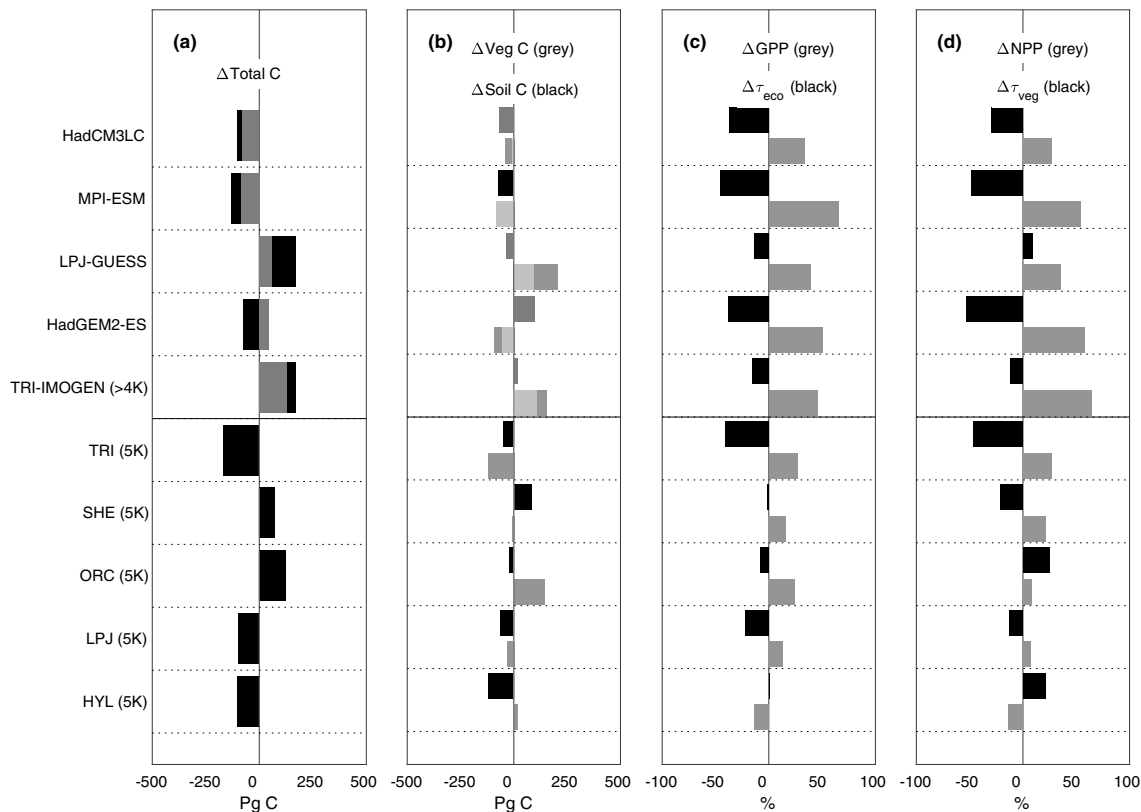 (a)
ΔTotal C
(b)
ΔVeg C (grey)
ΔSoil C (black)
(c)
ΔGPP (grey)
Δτeco (black)
(d)
ΔNPP (grey)
Δτveg (black)
HadCM3LC
MPI-ESM
LPJ-GUESS
HadGEM2-ES
TRI-IMOGEN (>4K)
TRI (5K)
SHE (5K)
ORC (5K)
LPJ (5K)
HYL (5K)
-500 -250 0 250 500
Pg C
-500 -250 0 250 500
Pg C
-100 -50 0 50 100
%
-100 -50 0 50 100
%